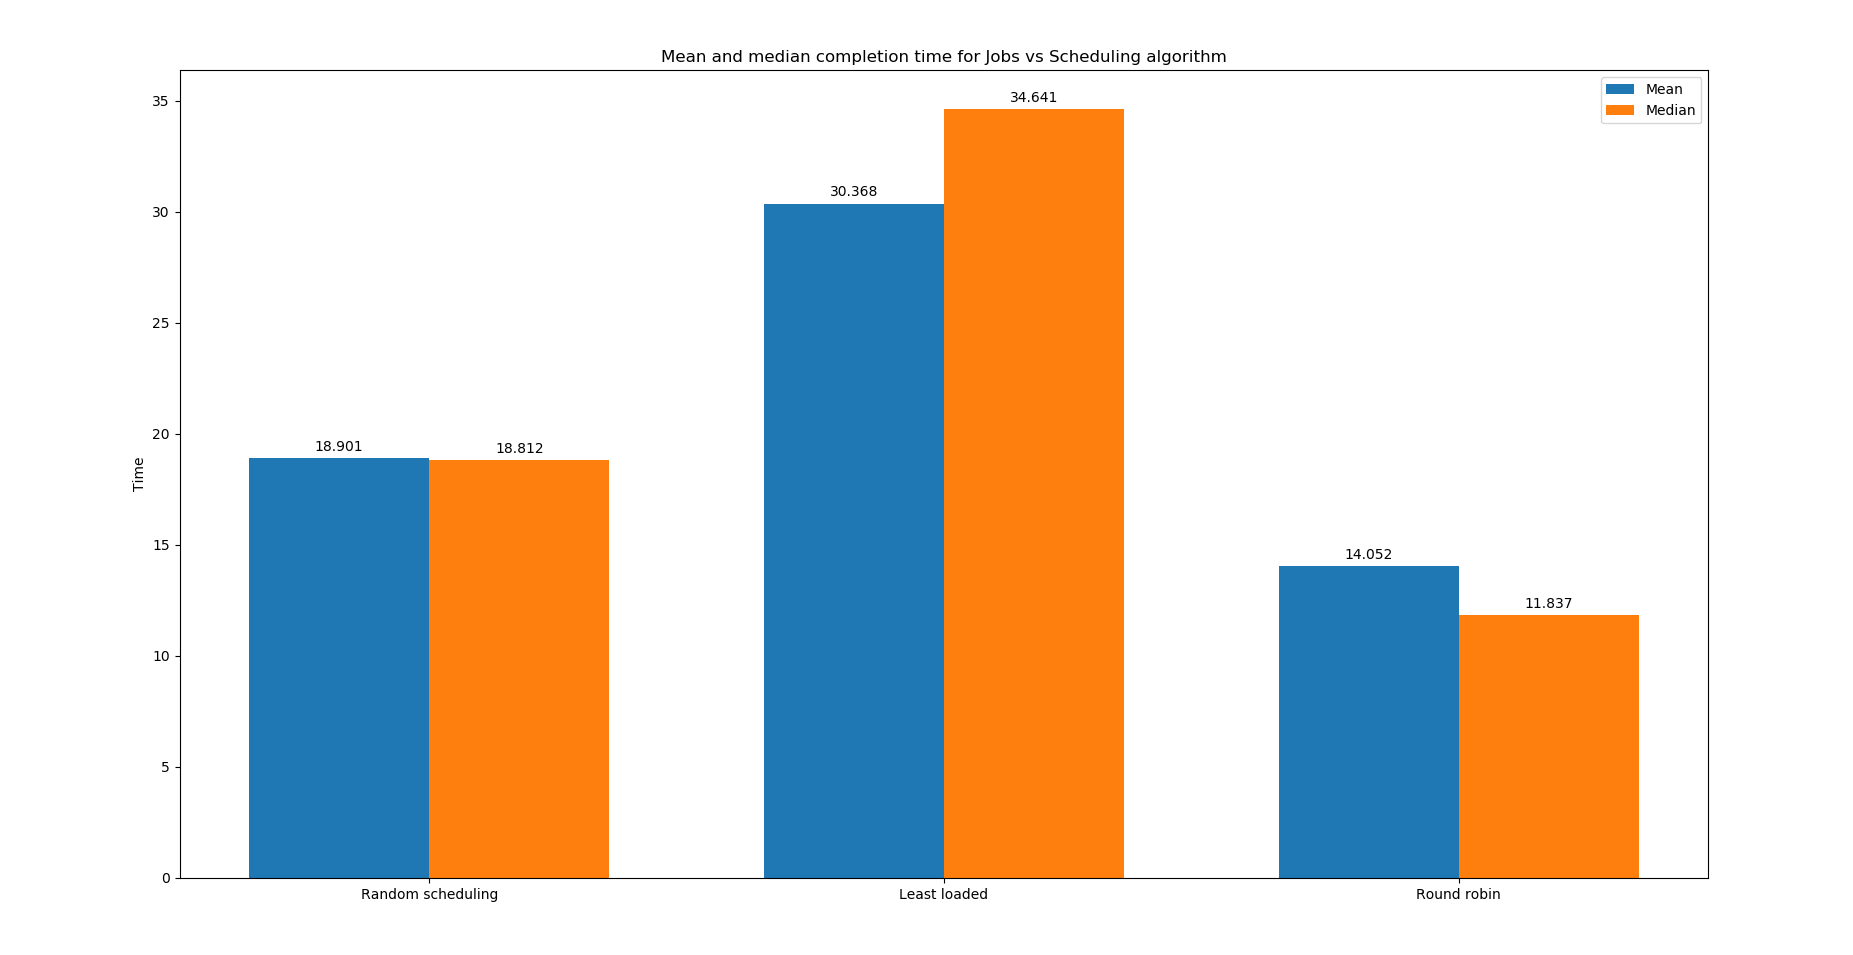 Mean and median completion time for Jobs vs Scheduling algorithm
Mean
Median
35
30
25
20
15
10
5
0
Time
18.901
18.812
30.368
34.641
14.052
11.837
Random scheduling
Least loaded
Round robin